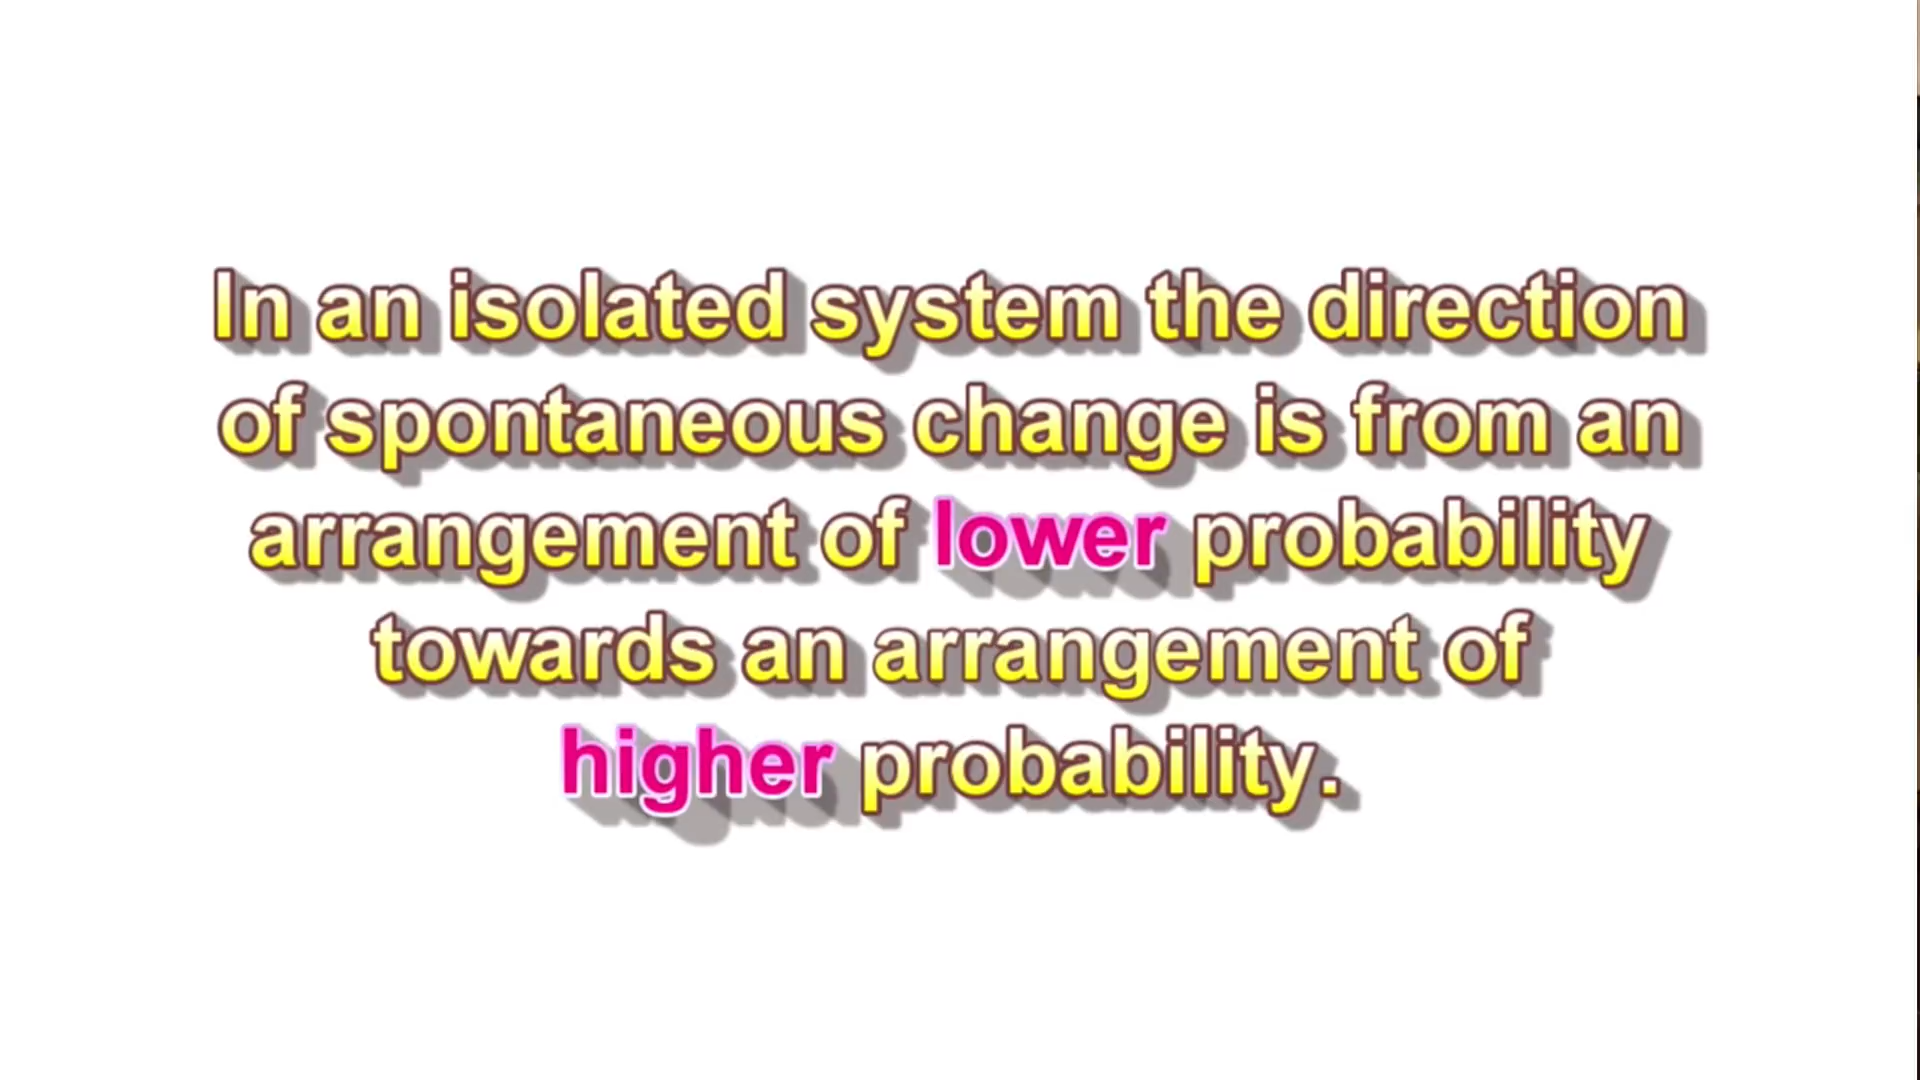 In an isolated system the direction
of spontaneous change is from an
arrangement of lower probability
towards an arrangement of
higher probability.